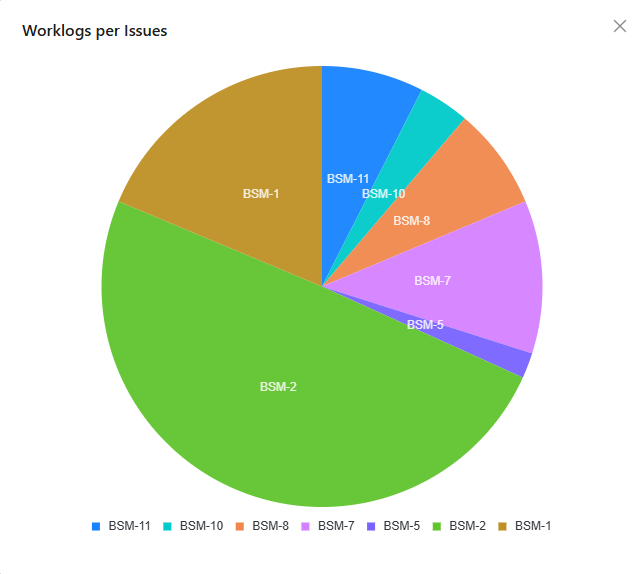 Worklogs per Issues
BSM-11
BSM-10
BSM-1
BSM-8
BSM-7
BSM-5
BSM-2
BSM-11 BSM-10 BSM-8 BSM-7 BSM-5 BSM-2 BSM-1